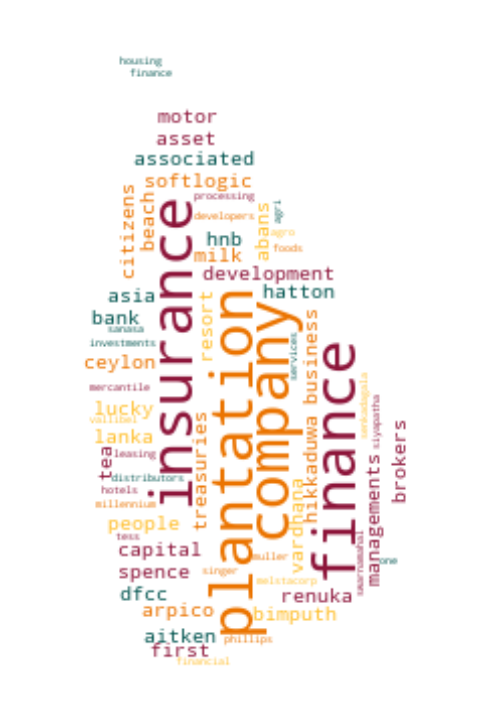 housing
finance
motor
asset
associated
softlogic
citizens
beach
processing
insurance
developers
agri
abans
agro
hnb
foods
milk
development
asia
hatton
bank
sanasa
resort
plantation
company
services
business
investments
ceylon
finance
mercantile
senkadagala
siyapatha
lucky
vallibel
lanka
treasuries
hikkaduwa
brokers
tea
leasing
managements
distributors
hotels
vardhana
millennium
people
tess
capital
muller
swarnamahal
one
spence
singer
melstacorp
dfcc
renuka
arpico
bimputh
aitken
phillips
first
financial